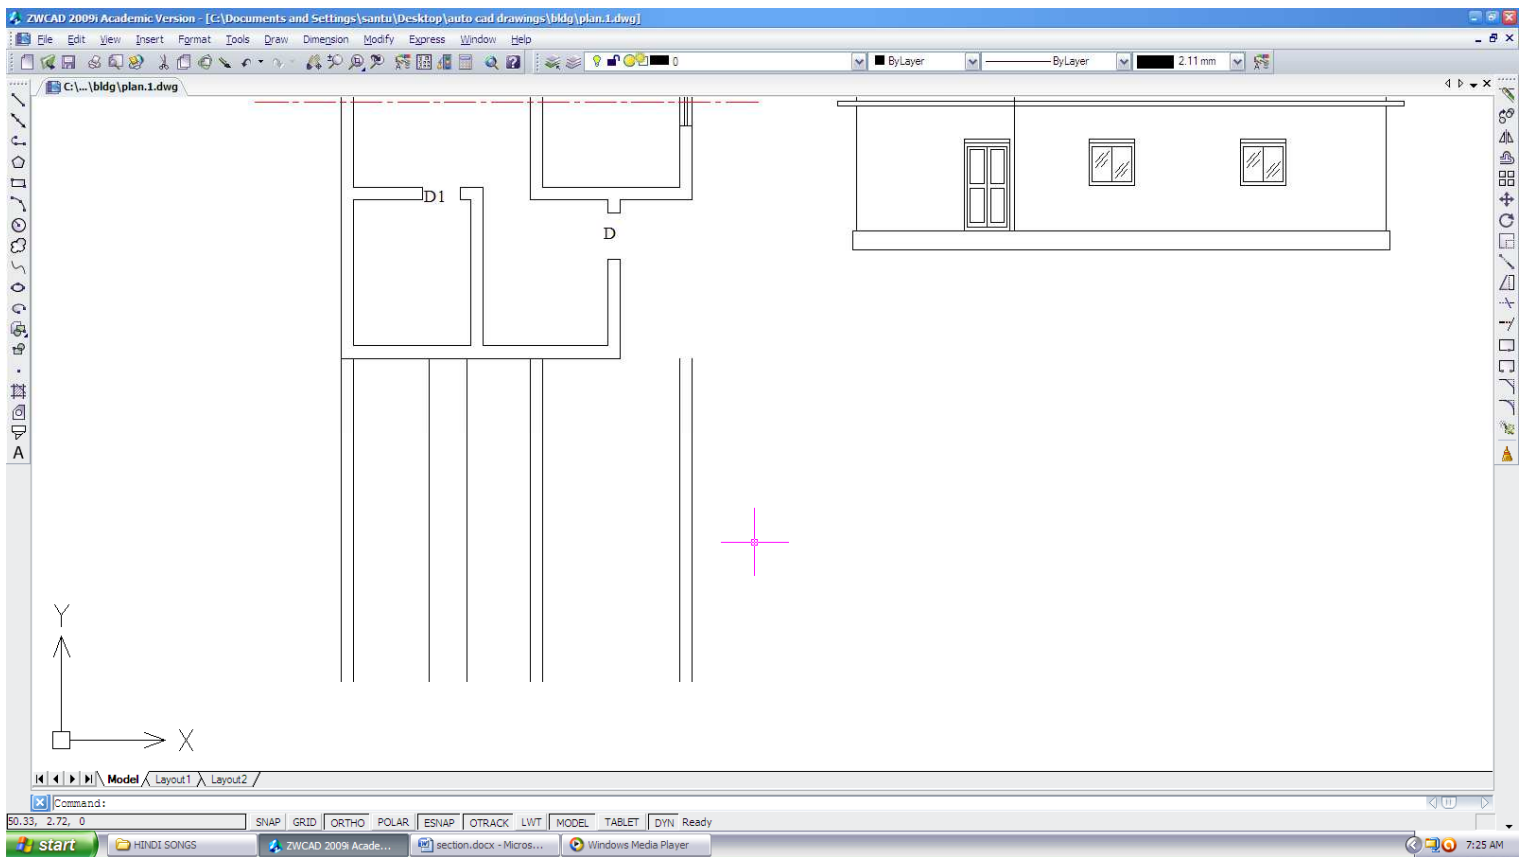 ZWCAD 2009i Academic Version - [C:\Documents and Settings\santu\Desktop\auto cad drawings\bldg\plan.1.dwg]
File Edit View Insert Format Tools Draw Dimension Modify Express Window Help
0 ByLayer ByLayer 2.11 mm
C:\...\bldg\plan.1.dwg
D1
D
Y
X
A
Model Layout1 Layout2
Command:
50.33, 2.72, 0 SNAP GRID ORTHO POLAR ESNAP OTRACK LWT MODEL TABLET DYN Ready
start HINDI SONGS ZWCAD 2009i Acade... section.docx - Micros... Windows Media Player 7:25 AM